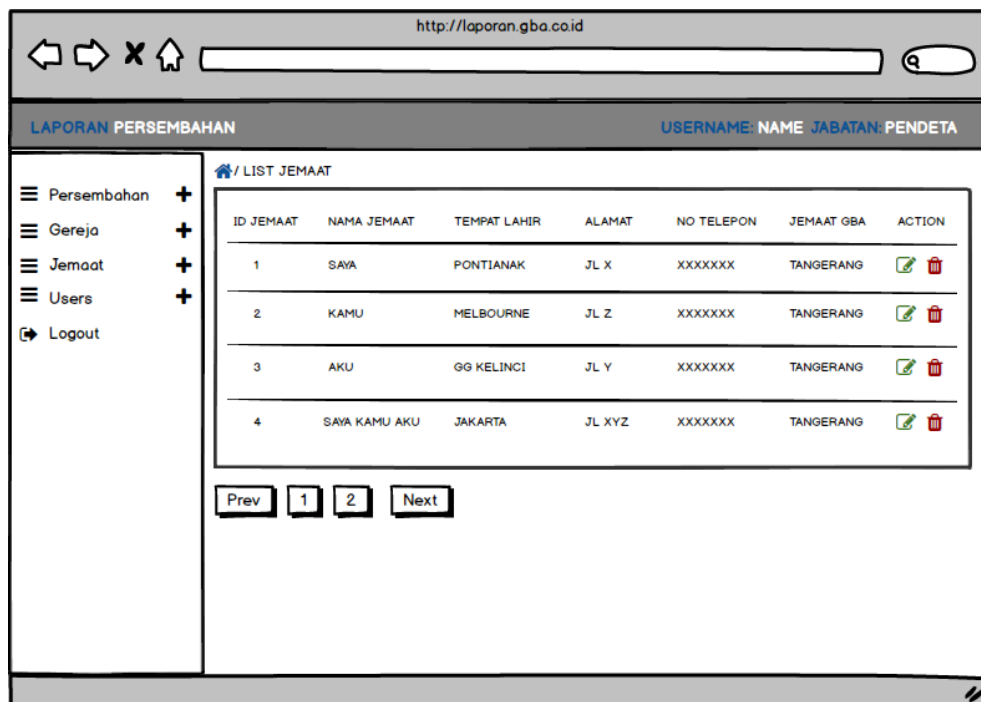 http://laporan.gba.co.id
LAPORAN PERSEMBAHAN USERNAME: NAME JABATAN: PENDETA
/ LIST JEMAAT
Persembahan
Gereja
Jemaat
Users
Logout
ID JEMAAT NAMA JEMAAT TEMPAT LAHIR ALAMAT NO TELEPON JEMAAT GBA ACTION
1 SAYA PONTIANAK JL X XXXXXXX TANGERANG
2 KAMU MELBOURNE JL Z XXXXXXX TANGERANG
3 AKU GG KELINCI JL Y XXXXXXX TANGERANG
4 SAYA KAMU AKU JAKARTA JL XYZ XXXXXXX TANGERANG
Prev 1 2 Next